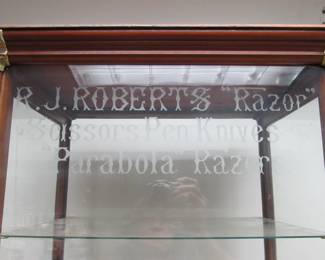 R.J. ROBERTS "Razor"
Scissors Pen Knives
"Parabola" Razor